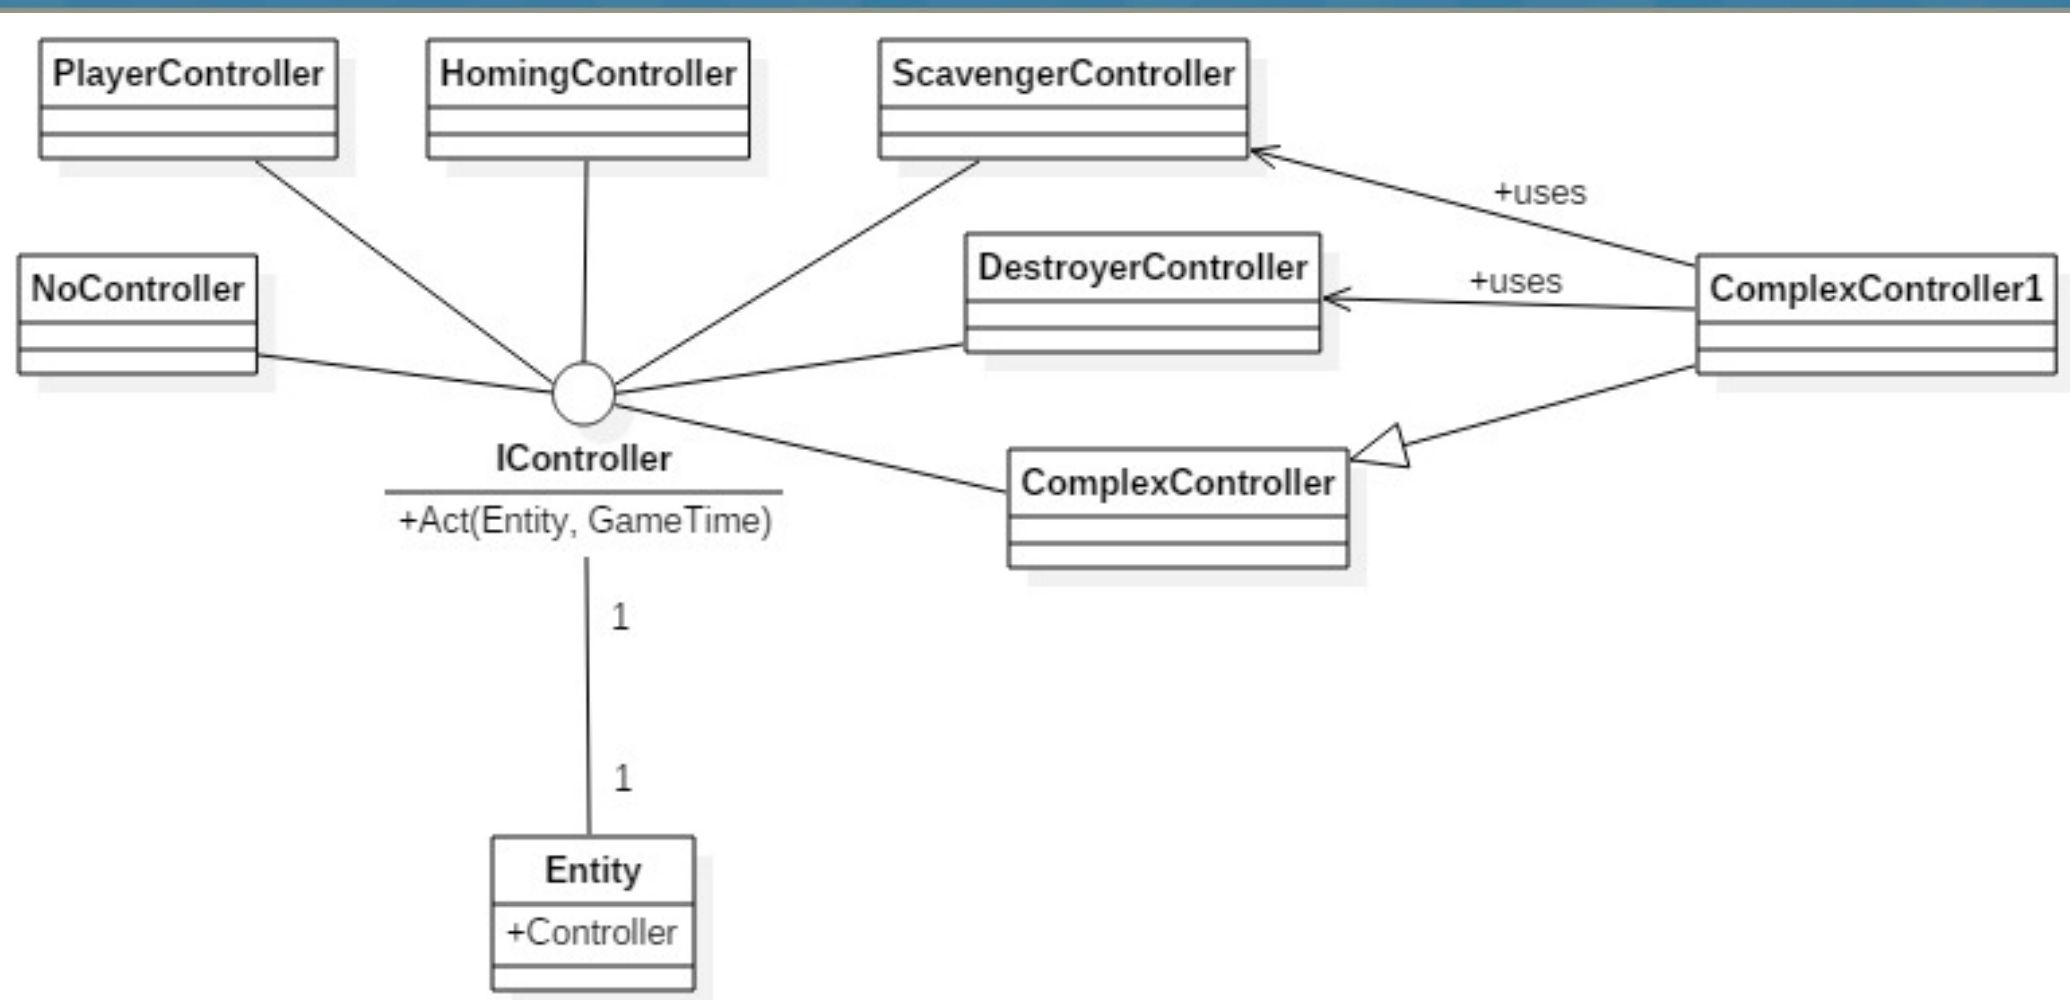 PlayerController
HomingController
ScavengerController
+uses
DestroyerController
+uses
NoController
ComplexController1
IController
+Act(Entity, GameTime)
ComplexController
1
1
Entity
+Controller